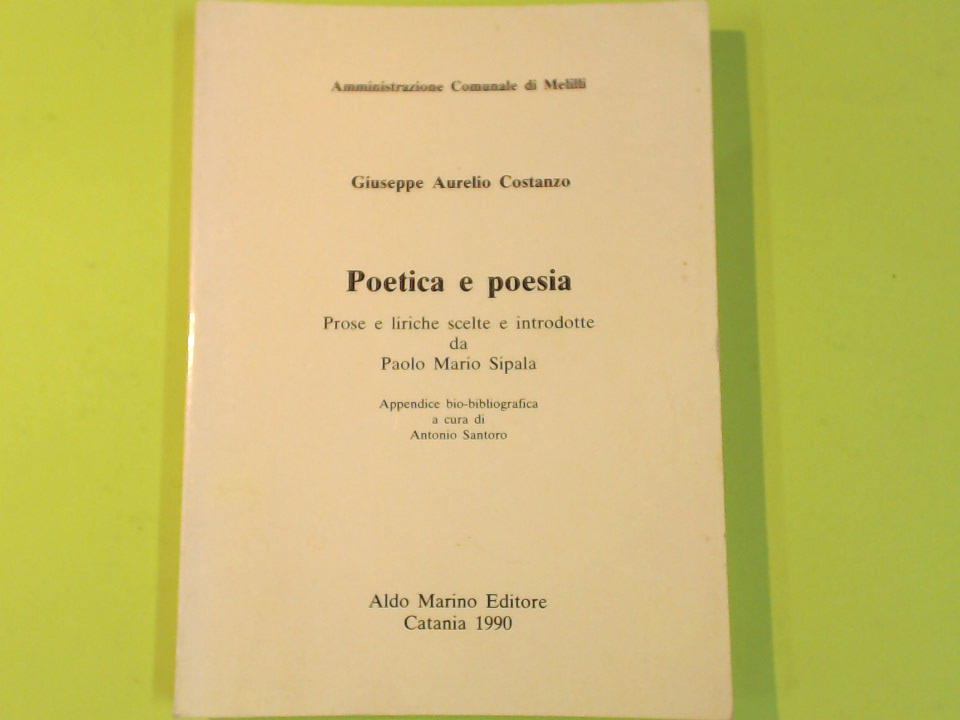 Amministrazione Comunale di Melilli
Giuseppe Aurelio Costanzo
Poetica e poesia
Prose e liriche scelte e introdotte
da
Paolo Mario Sipala
Appendice bio-bibliografica
a cura di
Antonio Santoro
Aldo Marino Editore
Catania 1990